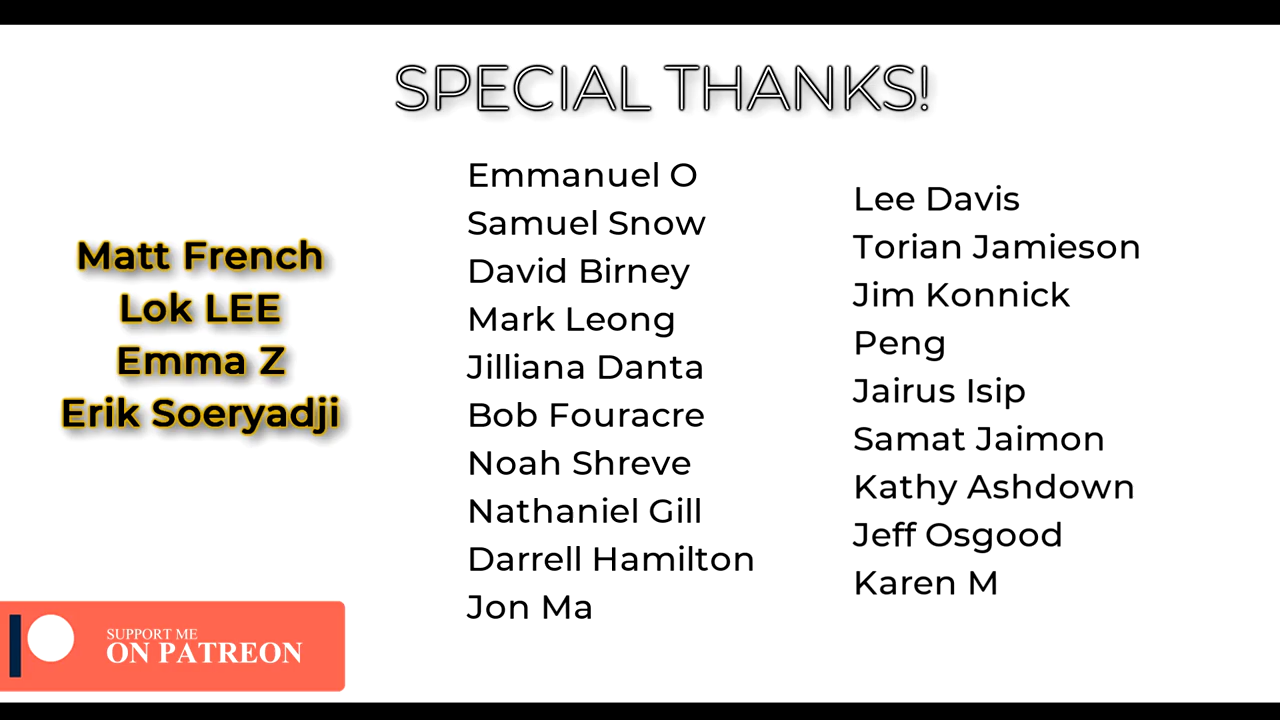 SPECIAL THANKS!
Matt French
Lok LEE
Emma Z
Erik Soeryadji
Emmanuel O
Samuel Snow
David Birney
Mark Leong
Jilliana Danta
Bob Fouracre
Noah Shreve
Nathaniel Gill
Darrell Hamilton
Jon Ma
Lee Davis
Torian Jamieson
Jim Konnick
Peng
Jairus Isip
Samat Jaimon
Kathy Ashdown
Jeff Osgood
Karen M
SUPPORT ME
ON PATREON